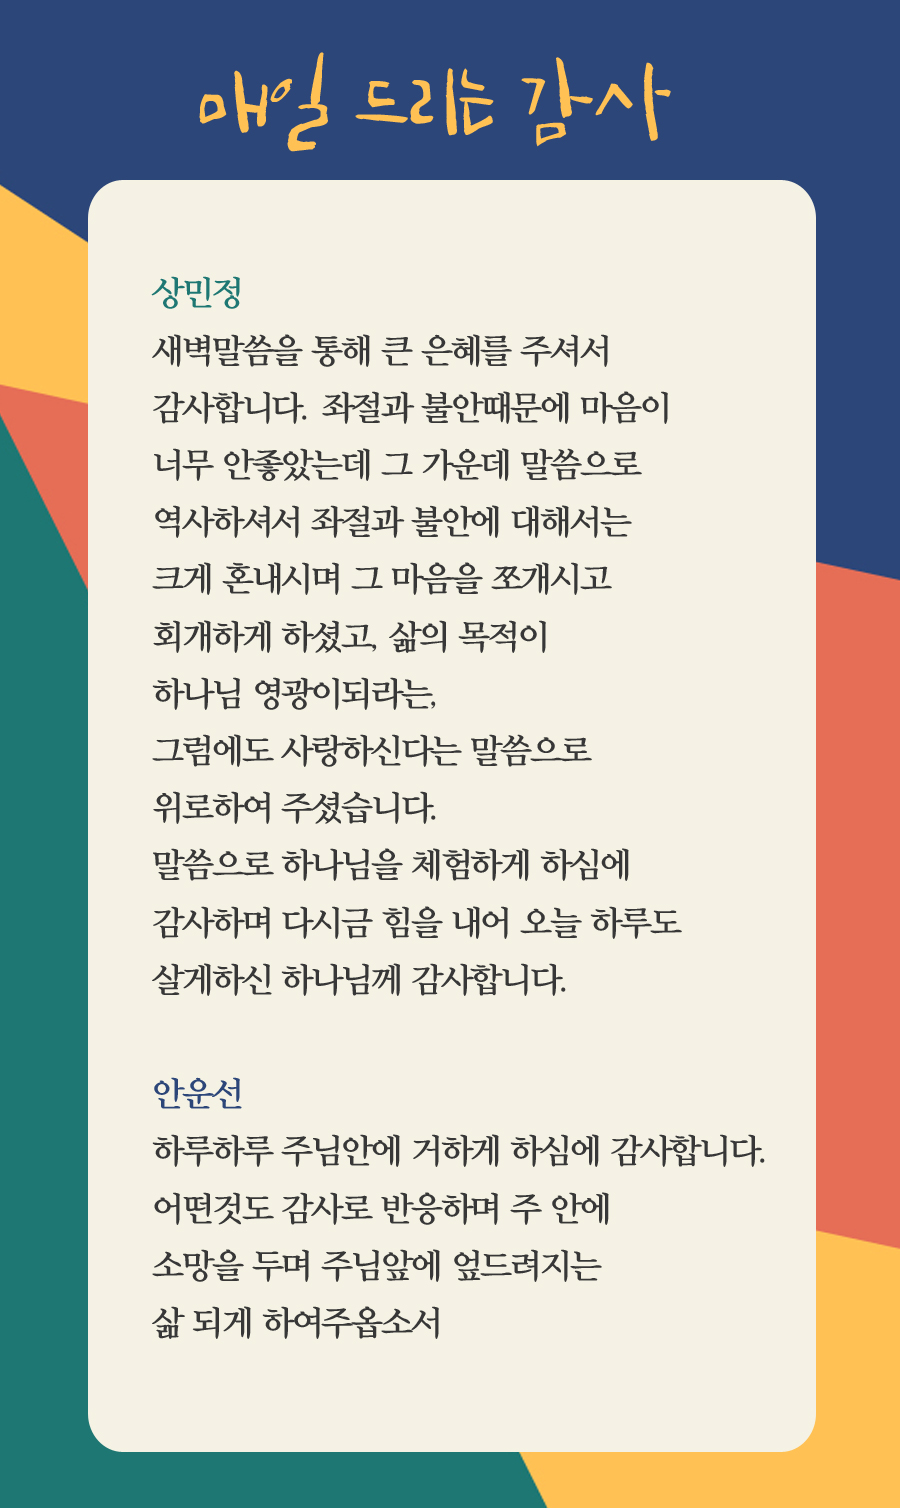 매일 드리는 감사
상민정
새벽말씀을 통해 큰 은혜를 주셔서
감사합니다. 좌절과 불안때문에 마음이
너무 안좋았는데 그 가운데 말씀으로
역사하셔서 좌절과 불안에 대해서는
크게 혼내시며 그 마음을 쪼개시고
회개하게 하셨고, 삶의 목적이
하나님 영광이되라는,
그럼에도 사랑하신다는 말씀으로
위로하여 주셨습니다.
말씀으로 하나님을 체험하게 하심에
감사하며 다시금 힘을 내어 오늘 하루도
살게하신 하나님께 감사합니다.
안운선
하루하루 주님안에 거하게 하심에 감사합니다.
어떤것도 감사로 반응하며 주 안에
소망을 두며 주님앞에 엎드려지는
삶 되게 하여주옵소서